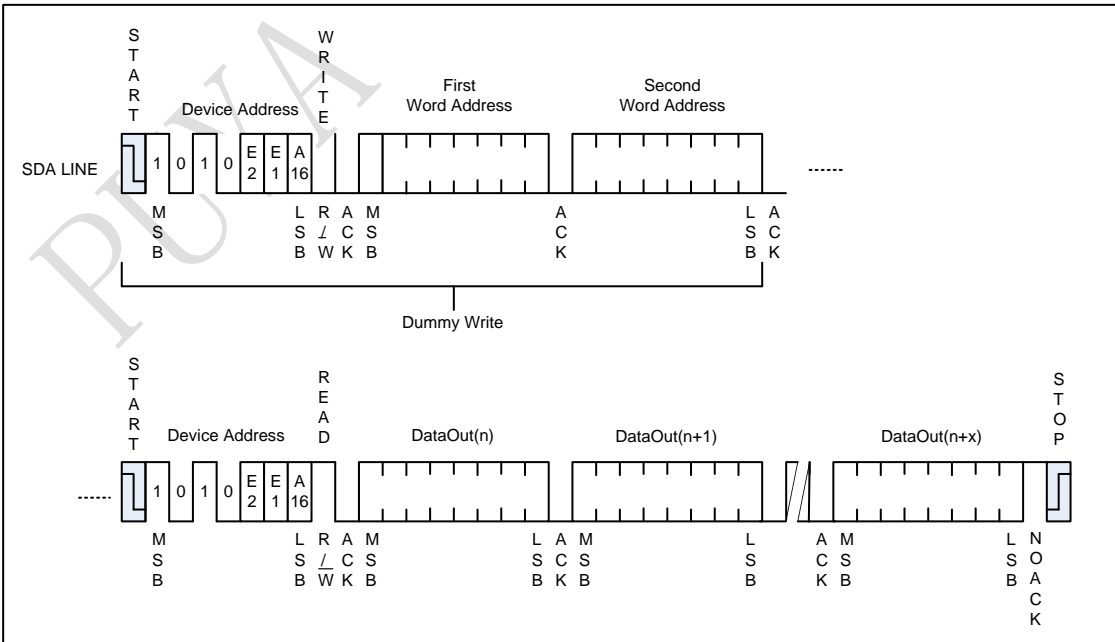 PUYA
START
WRITE
Device Address
First
Word Address
Second
Word Address
SDA LINE
1 0 1 0 E2 E1 A16
......
MSB
LSB
R/W
ACK
MSB
ACK
LSB
ACK
Dummy Write
START
READ
STOP
Device Address
DataOut(n)
DataOut(n+1)
DataOut(n+x)
......
1 0 1 0 E2 E1 A16
MSB
LSB
R/W
ACK
MSB
LSB
ACK
MSB
LSB
ACK
MSB
LSB
NOACK